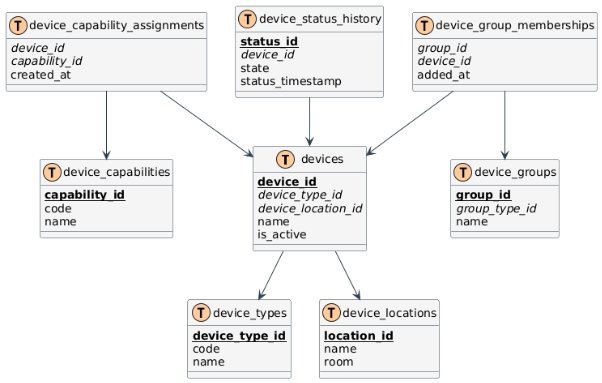 T device_capability_assignments
device_id
capability_id
created_at
T device_status_history
status_id
device_id
state
status_timestamp
T device_group_memberships
group_id
device_id
added_at
T device_capabilities
capability_id
code
name
T devices
device_id
device_type_id
device_location_id
name
is_active
T device_groups
group_id
group_type_id
name
T device_types
device_type_id
code
name
T device_locations
location_id
name
room